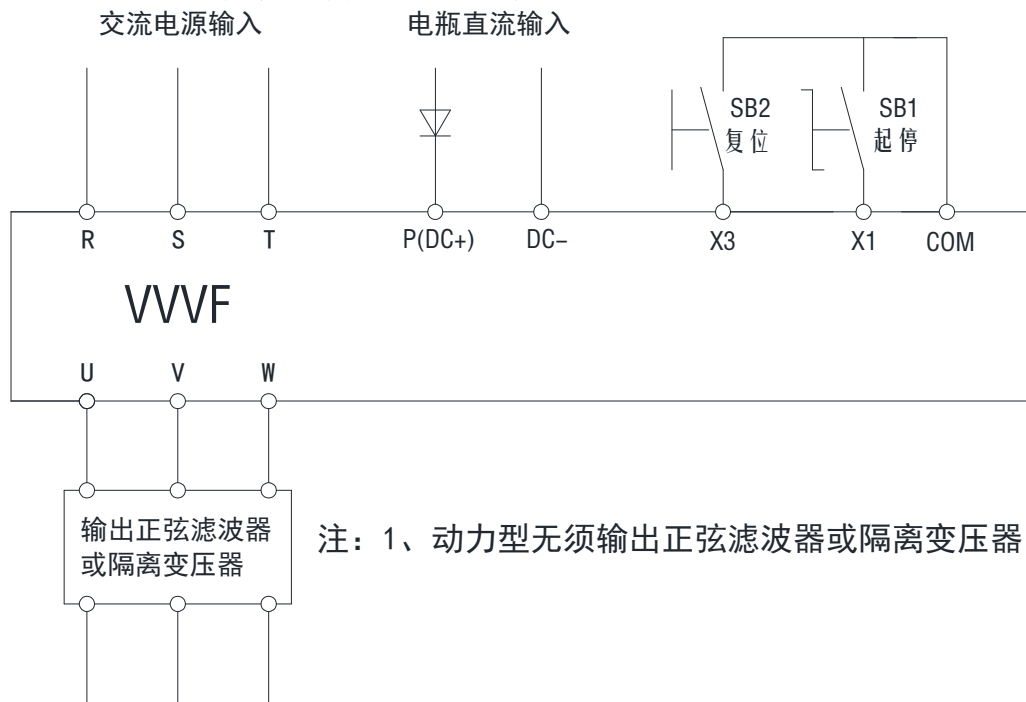 交流电源输入 电瓶直流输入
SB2 SB1
复位 起停
R S T P(DC+) DC- X3 X1 COM
VVVF
U V W
输出正弦滤波器
或隔离变压器
注：1、动力型无须输出正弦滤波器或隔离变压器